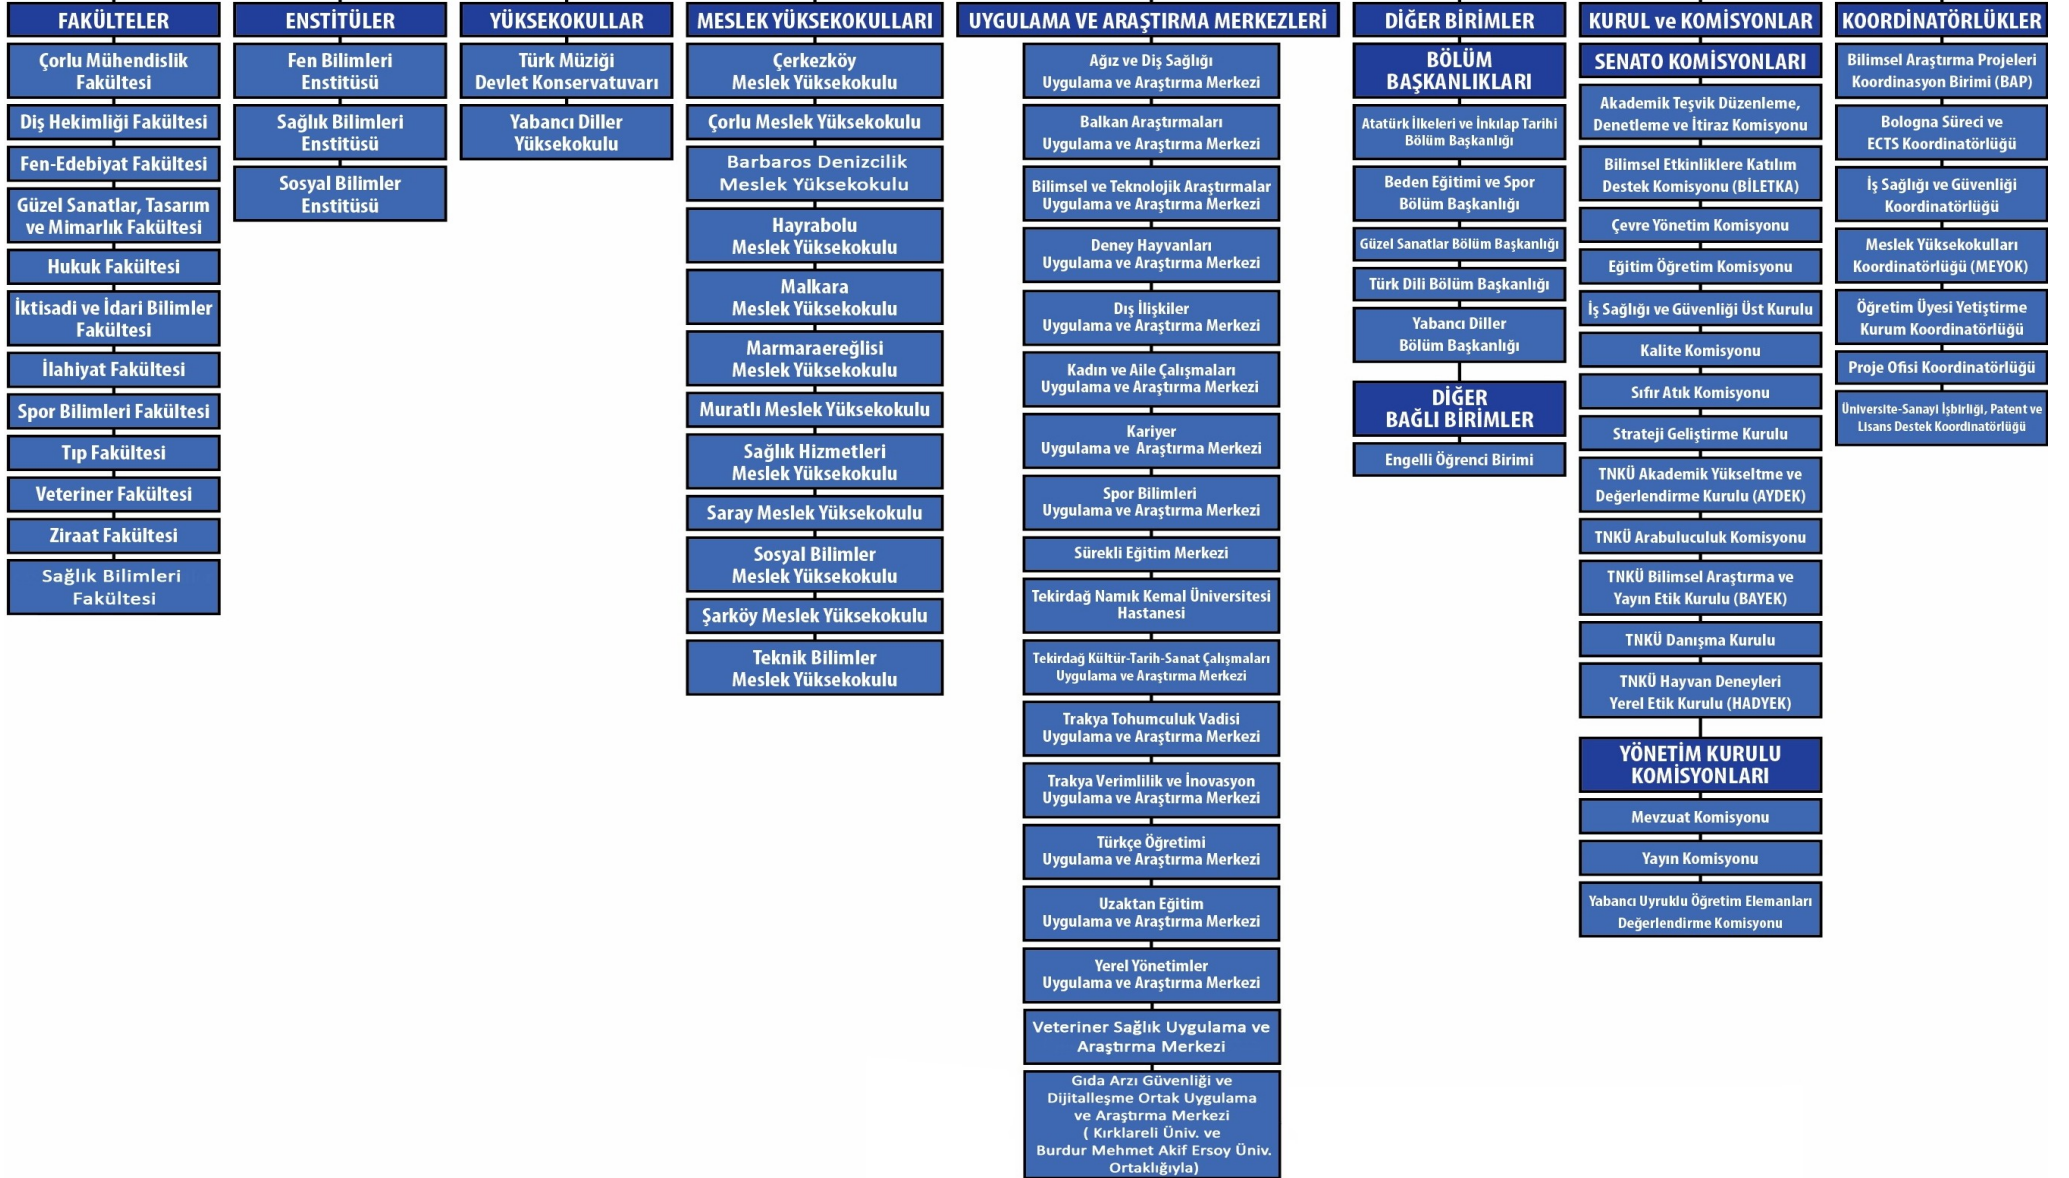 FAKÜLTELER
Çorlu Mühendislik
Fakültesi
Diş Hekimliği Fakültesi
Fen-Edebiyat Fakültesi
Güzel Sanatlar, Tasarım
ve Mimarlık Fakültesi
Hukuk Fakültesi
İktisadi ve İdari Bilimler
Fakültesi
İlahiyat Fakültesi
Spor Bilimleri Fakültesi
Tıp Fakültesi
Veteriner Fakültesi
Ziraat Fakültesi
Sağlık Bilimleri
Fakültesi
ENSTİTÜLER
Fen Bilimleri
Enstitüsü
Sağlık Bilimleri
Enstitüsü
Sosyal Bilimler
Enstitüsü
YÜKSEKOKULLAR
Türk Müziği
Devlet Konservatuvarı
Yabancı Diller
Yüksekokulu
MESLEK YÜKSEKOKULLARI
Çerkezköy
Meslek Yüksekokulu
Çorlu Meslek Yüksekokulu
Barbaros Denizcilik
Meslek Yüksekokulu
Hayrabolu
Meslek Yüksekokulu
Malkara
Meslek Yüksekokulu
Marmaraereğlisi
Meslek Yüksekokulu
Muratlı Meslek Yüksekokulu
Sağlık Hizmetleri
Meslek Yüksekokulu
Saray Meslek Yüksekokulu
Sosyal Bilimler
Meslek Yüksekokulu
Şarköy Meslek Yüksekokulu
Teknik Bilimler
Meslek Yüksekokulu
UYGULAMA VE ARAŞTIRMA MERKEZLERİ
Ağız ve Diş Sağlığı
Uygulama ve Araştırma Merkezi
Balkan Araştırmaları
Uygulama ve Araştırma Merkezi
Bilimsel ve Teknolojik Araştırmalar
Uygulama ve Araştırma Merkezi
Deney Hayvanları
Uygulama ve Araştırma Merkezi
Dış İlişkiler
Uygulama ve Araştırma Merkezi
Kadın ve Aile Çalışmaları
Uygulama ve Araştırma Merkezi
Kariyer
Uygulama ve Araştırma Merkezi
Spor Bilimleri
Uygulama ve Araştırma Merkezi
Sürekli Eğitim Merkezi
Tekirdağ Namık Kemal Üniversitesi
Hastanesi
Tekirdağ Kültür-Tarih-Sanat Çalışmaları
Uygulama ve Araştırma Merkezi
Trakya Tohumculuk Vadisi
Uygulama ve Araştırma Merkezi
Trakya Verimlilik ve İnovasyon
Uygulama ve Araştırma Merkezi
Türkçe Öğretimi
Uygulama ve Araştırma Merkezi
Uzaktan Eğitim
Uygulama ve Araştırma Merkezi
Yerel Yönetimler
Uygulama ve Araştırma Merkezi
Veteriner Sağlık Uygulama ve
Araştırma Merkezi
Gıda Arzı Güvenliği ve
Dijitalleşme Ortak Uygulama
ve Araştırma Merkezi
( Kırklareli Üniv. ve
Burdur Mehmet Akif Ersoy Üniv.
Ortaklığıyla)
DİĞER BİRİMLER
BÖLÜM
BAŞKANLIKLARI
Atatürk İlkeleri ve İnkılap Tarihi
Bölüm Başkanlığı
Beden Eğitimi ve Spor
Bölüm Başkanlığı
Güzel Sanatlar Bölüm Başkanlığı
Türk Dili Bölüm Başkanlığı
Yabancı Diller
Bölüm Başkanlığı
DİĞER
BAĞLI BİRİMLER
Engelli Öğrenci Birimi
KURUL ve KOMİSYONLAR
SENATO KOMİSYONLARI
Akademik Teşvik Düzenleme,
Denetleme ve İtiraz Komisyonu
Bilimsel Etkinliklere Katılım
Destek Komisyonu (BİLETKA)
Çevre Yönetim Komisyonu
Eğitim Öğretim Komisyonu
İş Sağlığı ve Güvenliği Üst Kurulu
Kalite Komisyonu
Sıfır Atık Komisyonu
Strateji Geliştirme Kurulu
TNKÜ Akademik Yükseltme ve
Değerlendirme Kurulu (AYDEK)
TNKÜ Arabuluculuk Komisyonu
TNKÜ Bilimsel Araştırma ve
Yayın Etik Kurulu (BAYEK)
TNKÜ Danışma Kurulu
TNKÜ Hayvan Deneyleri
Yerel Etik Kurulu (HADYEK)
YÖNETİM KURULU
KOMİSYONLARI
Mevzuat Komisyonu
Yayın Komisyonu
Yabancı Uyruklu Öğretim Elemanları
Değerlendirme Komisyonu
KOORDİNATÖRLÜKLER
Bilimsel Araştırma Projeleri
Koordinasyon Birimi (BAP)
Bologna Süreci ve
ECTS Koordinatörlüğü
İş Sağlığı ve Güvenliği
Koordinatörlüğü
Meslek Yüksekokulları
Koordinatörlüğü (MEYOK)
Öğretim Üyesi Yetiştirme
Kurum Koordinatörlüğü
Proje Ofisi Koordinatörlüğü
Üniversite-Sanayi İşbirliği, Patent ve
Lisans Destek Koordinatörlüğü